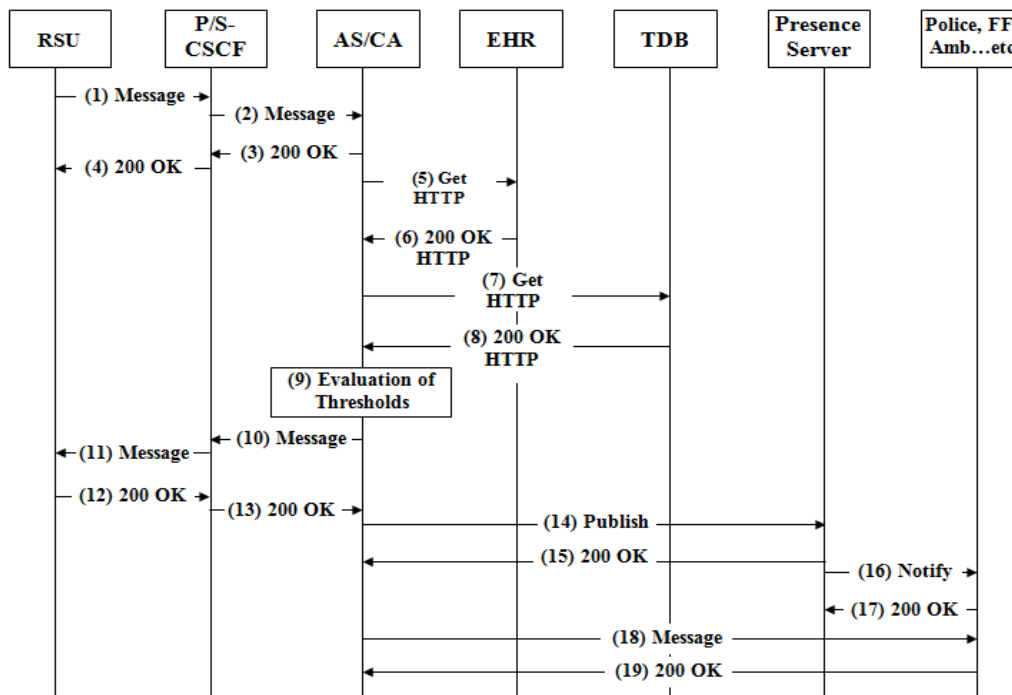 RSU
P/S-
CSCF
AS/CA
EHR
TDB
Presence
Server
Police, FF
Amb...etc
(1) Message
(2) Message
(3) 200 OK
(4) 200 OK
(5) Get
HTTP
(6) 200 OK
HTTP
(7) Get
HTTP
(8) 200 OK
HTTP
(9) Evaluation of
Thresholds
(10) Message
(11) Message
(12) 200 OK
(13) 200 OK
(14) Publish
(15) 200 OK
(16) Notify
(17) 200 OK
(18) Message
(19) 200 OK